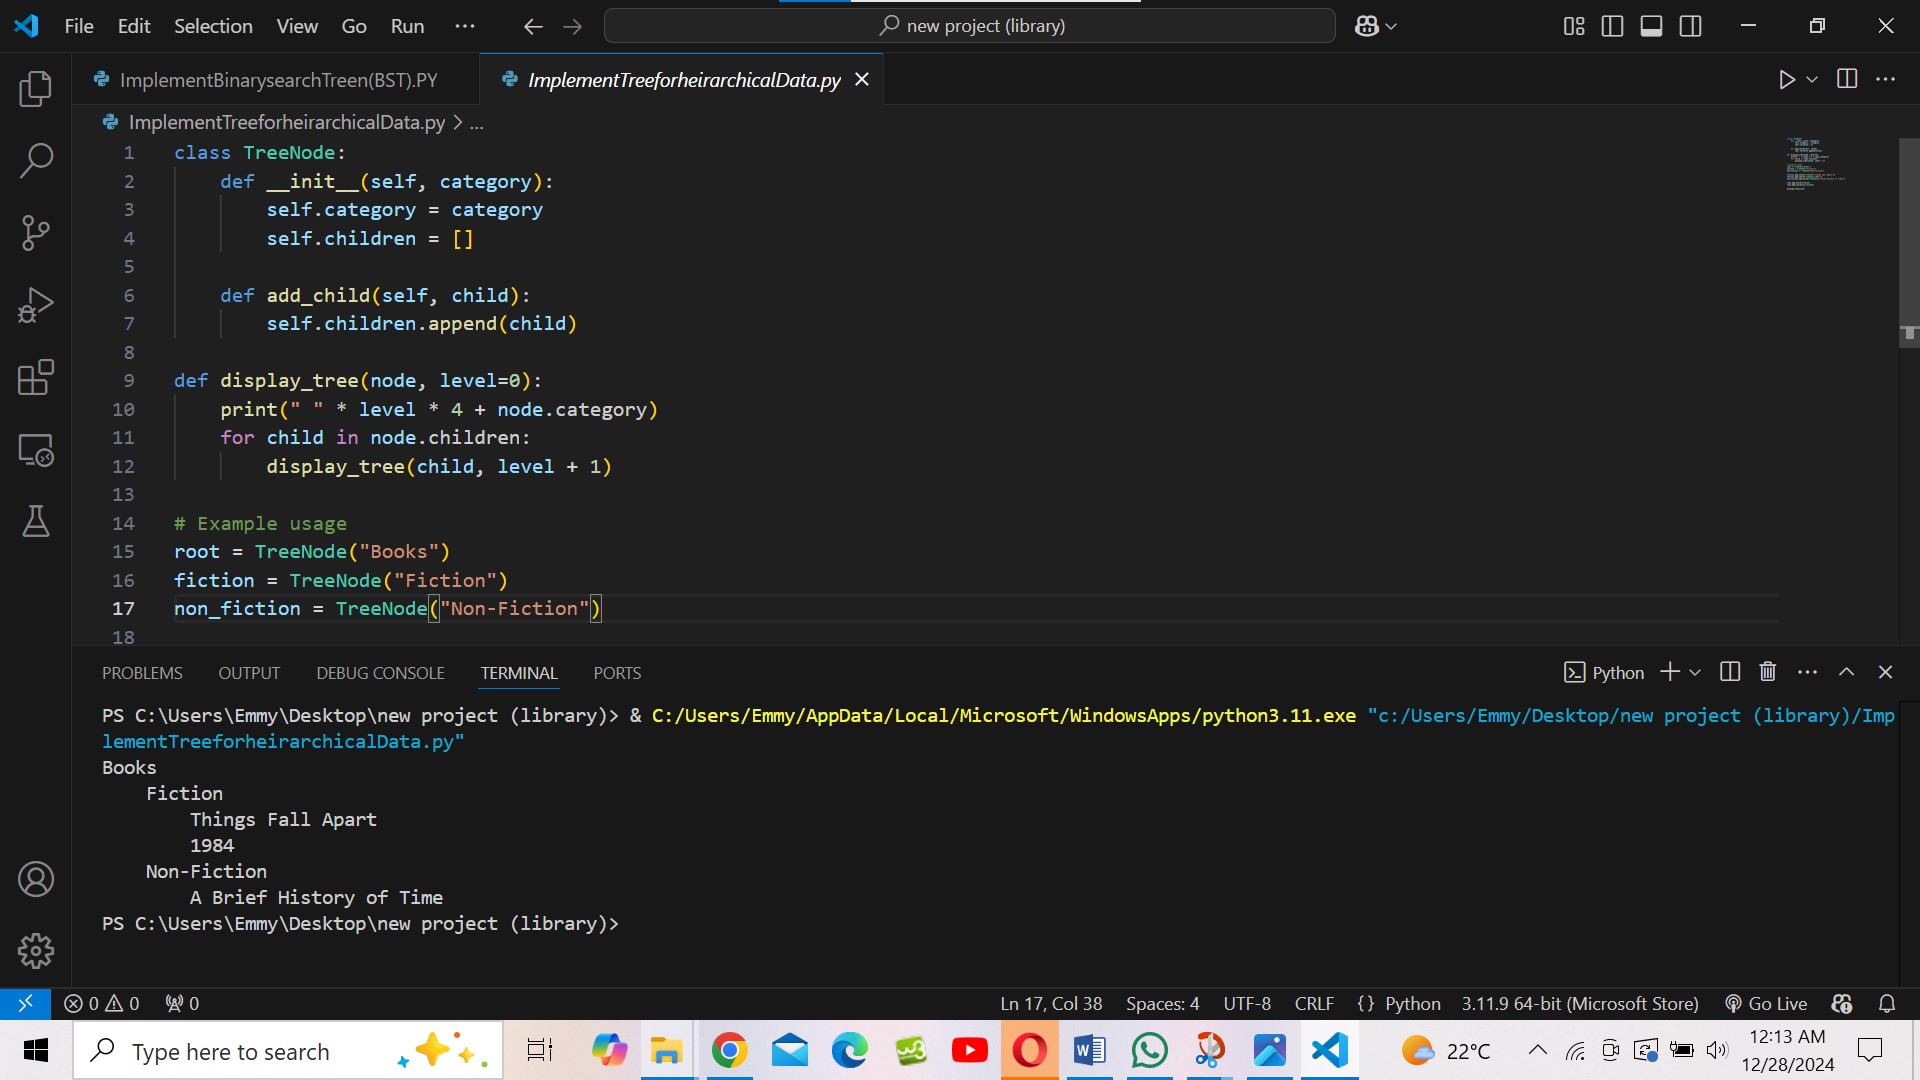 File Edit Selection View Go Run ··· new project (library)
ImplementBinarysearchTreen(BST).PY ImplementTreeforheirarchicalData.py
ImplementTreeforheirarchicalData.py > ...
1 class TreeNode:
2     def __init__(self, category):
3         self.category = category
4         self.children = []
5
6     def add_child(self, child):
7         self.children.append(child)
8
9 def display_tree(node, level=0):
10     print(" " * level * 4 + node.category)
11     for child in node.children:
12         display_tree(child, level + 1)
13
14 # Example usage
15 root = TreeNode("Books")
16 fiction = TreeNode("Fiction")
17 non_fiction = TreeNode("Non-Fiction")
18
PROBLEMS OUTPUT DEBUG CONSOLE TERMINAL PORTS Python
PS C:\Users\Emmy\Desktop\new project (library)> & C:/Users/Emmy/AppData/Local/Microsoft/WindowsApps/python3.11.exe "c:/Users/Emmy/Desktop/new project (library)/Imp
lementTreeforheirarchicalData.py"
Books
    Fiction
        Things Fall Apart
        1984
    Non-Fiction
        A Brief History of Time
PS C:\Users\Emmy\Desktop\new project (library)>
0 0 0 Ln 17, Col 38 Spaces: 4 UTF-8 CRLF {} Python 3.11.9 64-bit (Microsoft Store) Go Live
Type here to search 22°C 12:13 AM
12/28/2024